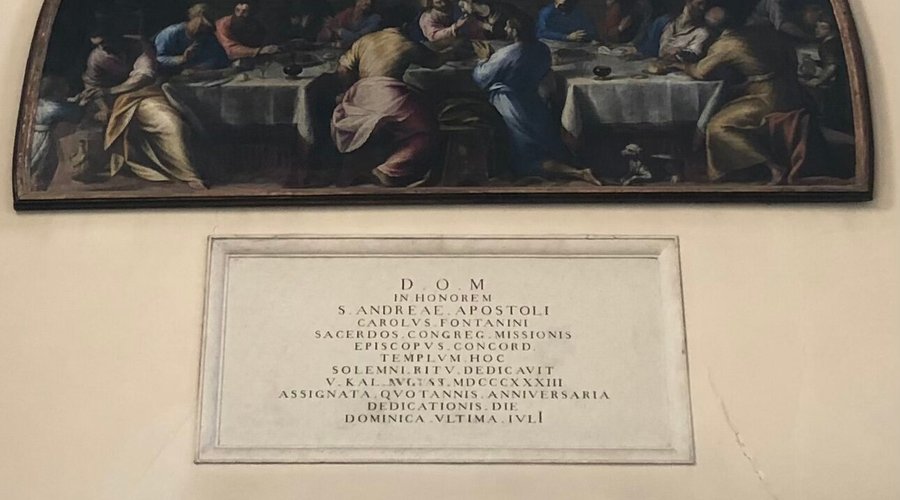 D . O . M
IN HONOREM
S . ANDREAE . APOSTOLI
CAROLVS . FONTANINI
SACERDOS . CONGREG . MISSIONIS
EPISCOPVS . CONCORD.
TEMPLVM . HOC
SOLEMNI . RITV . DEDICAVIT
V . KAL . MDCCCXXXIII
ASSIGNATA . QVOTANNIS . ANNIVERSARIA
DEDICATIONIS . DIE
DOMINICA . VLTIMA . IVLI